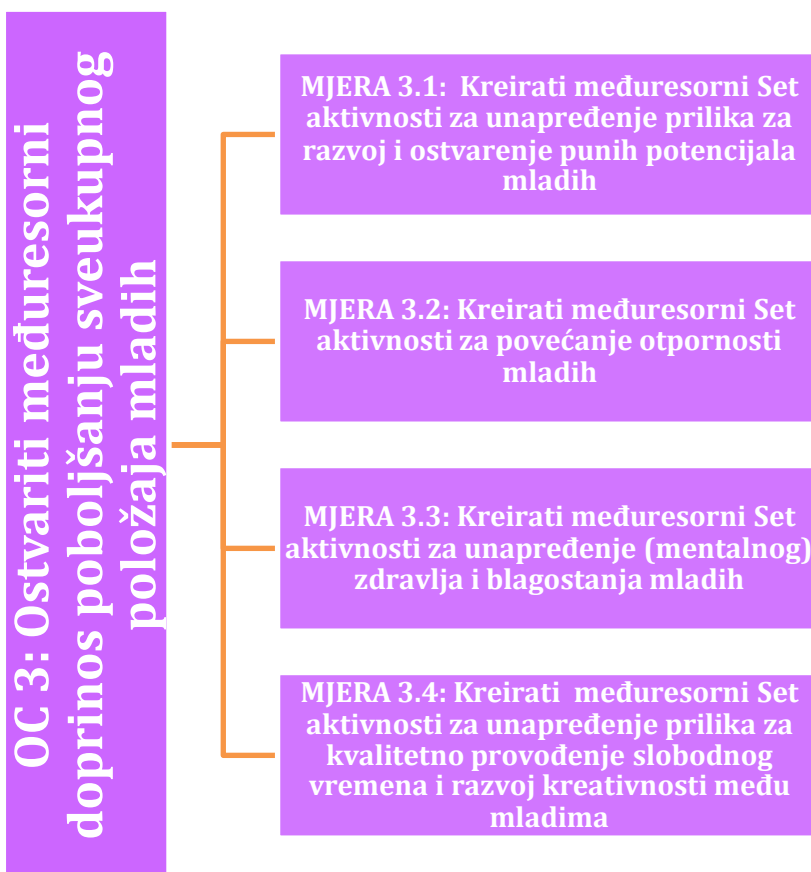 OC 3: Ostvariti međuresorni
doprinos poboljšanju sveukupnog
položaja mladih
MJERA 3.1: Kreirati međuresorni Set
aktivnosti za unapređenje prilika za
razvoj i ostvarenje punih potencijala
mladih
MJERA 3.2: Kreirati međuresorni Set
aktivnosti za povećanje otpornosti
mladih
MJERA 3.3: Kreirati međuresorni Set
aktivnosti za unapređenje (mentalnog)
zdravlja i blagostanja mladih
MJERA 3.4: Kreirati međuresorni Set
aktivnosti za unapređenje prilika za
kvalitetno provođenje slobodnog
vremena i razvoj kreativnosti među
mladima